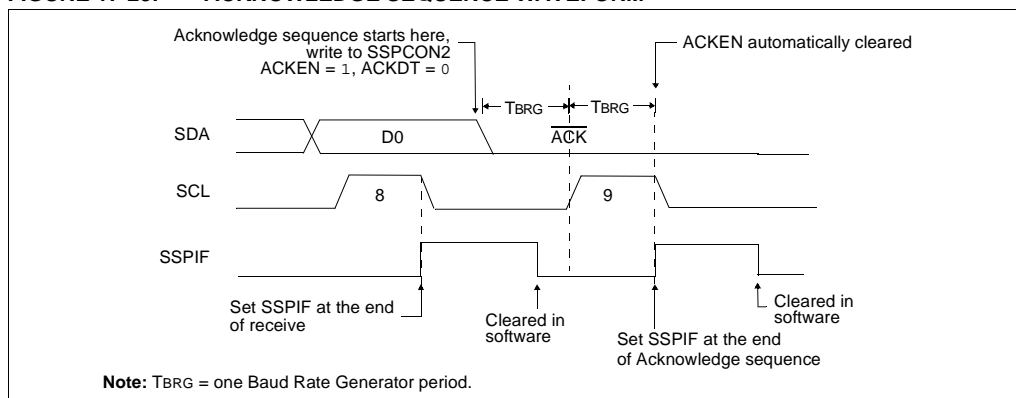 Acknowledge sequence starts here,
write to SSPCON2
ACKEN = 1, ACKDT = 0
ACKEN automatically cleared
TBRG
TBRG
SDA
D0
ACK
SCL
8
9
SSPIF
Set SSPIF at the end
of receive
Cleared in
software
Set SSPIF at the end
of Acknowledge sequence
Cleared in
software
Note: TBRG = one Baud Rate Generator period.